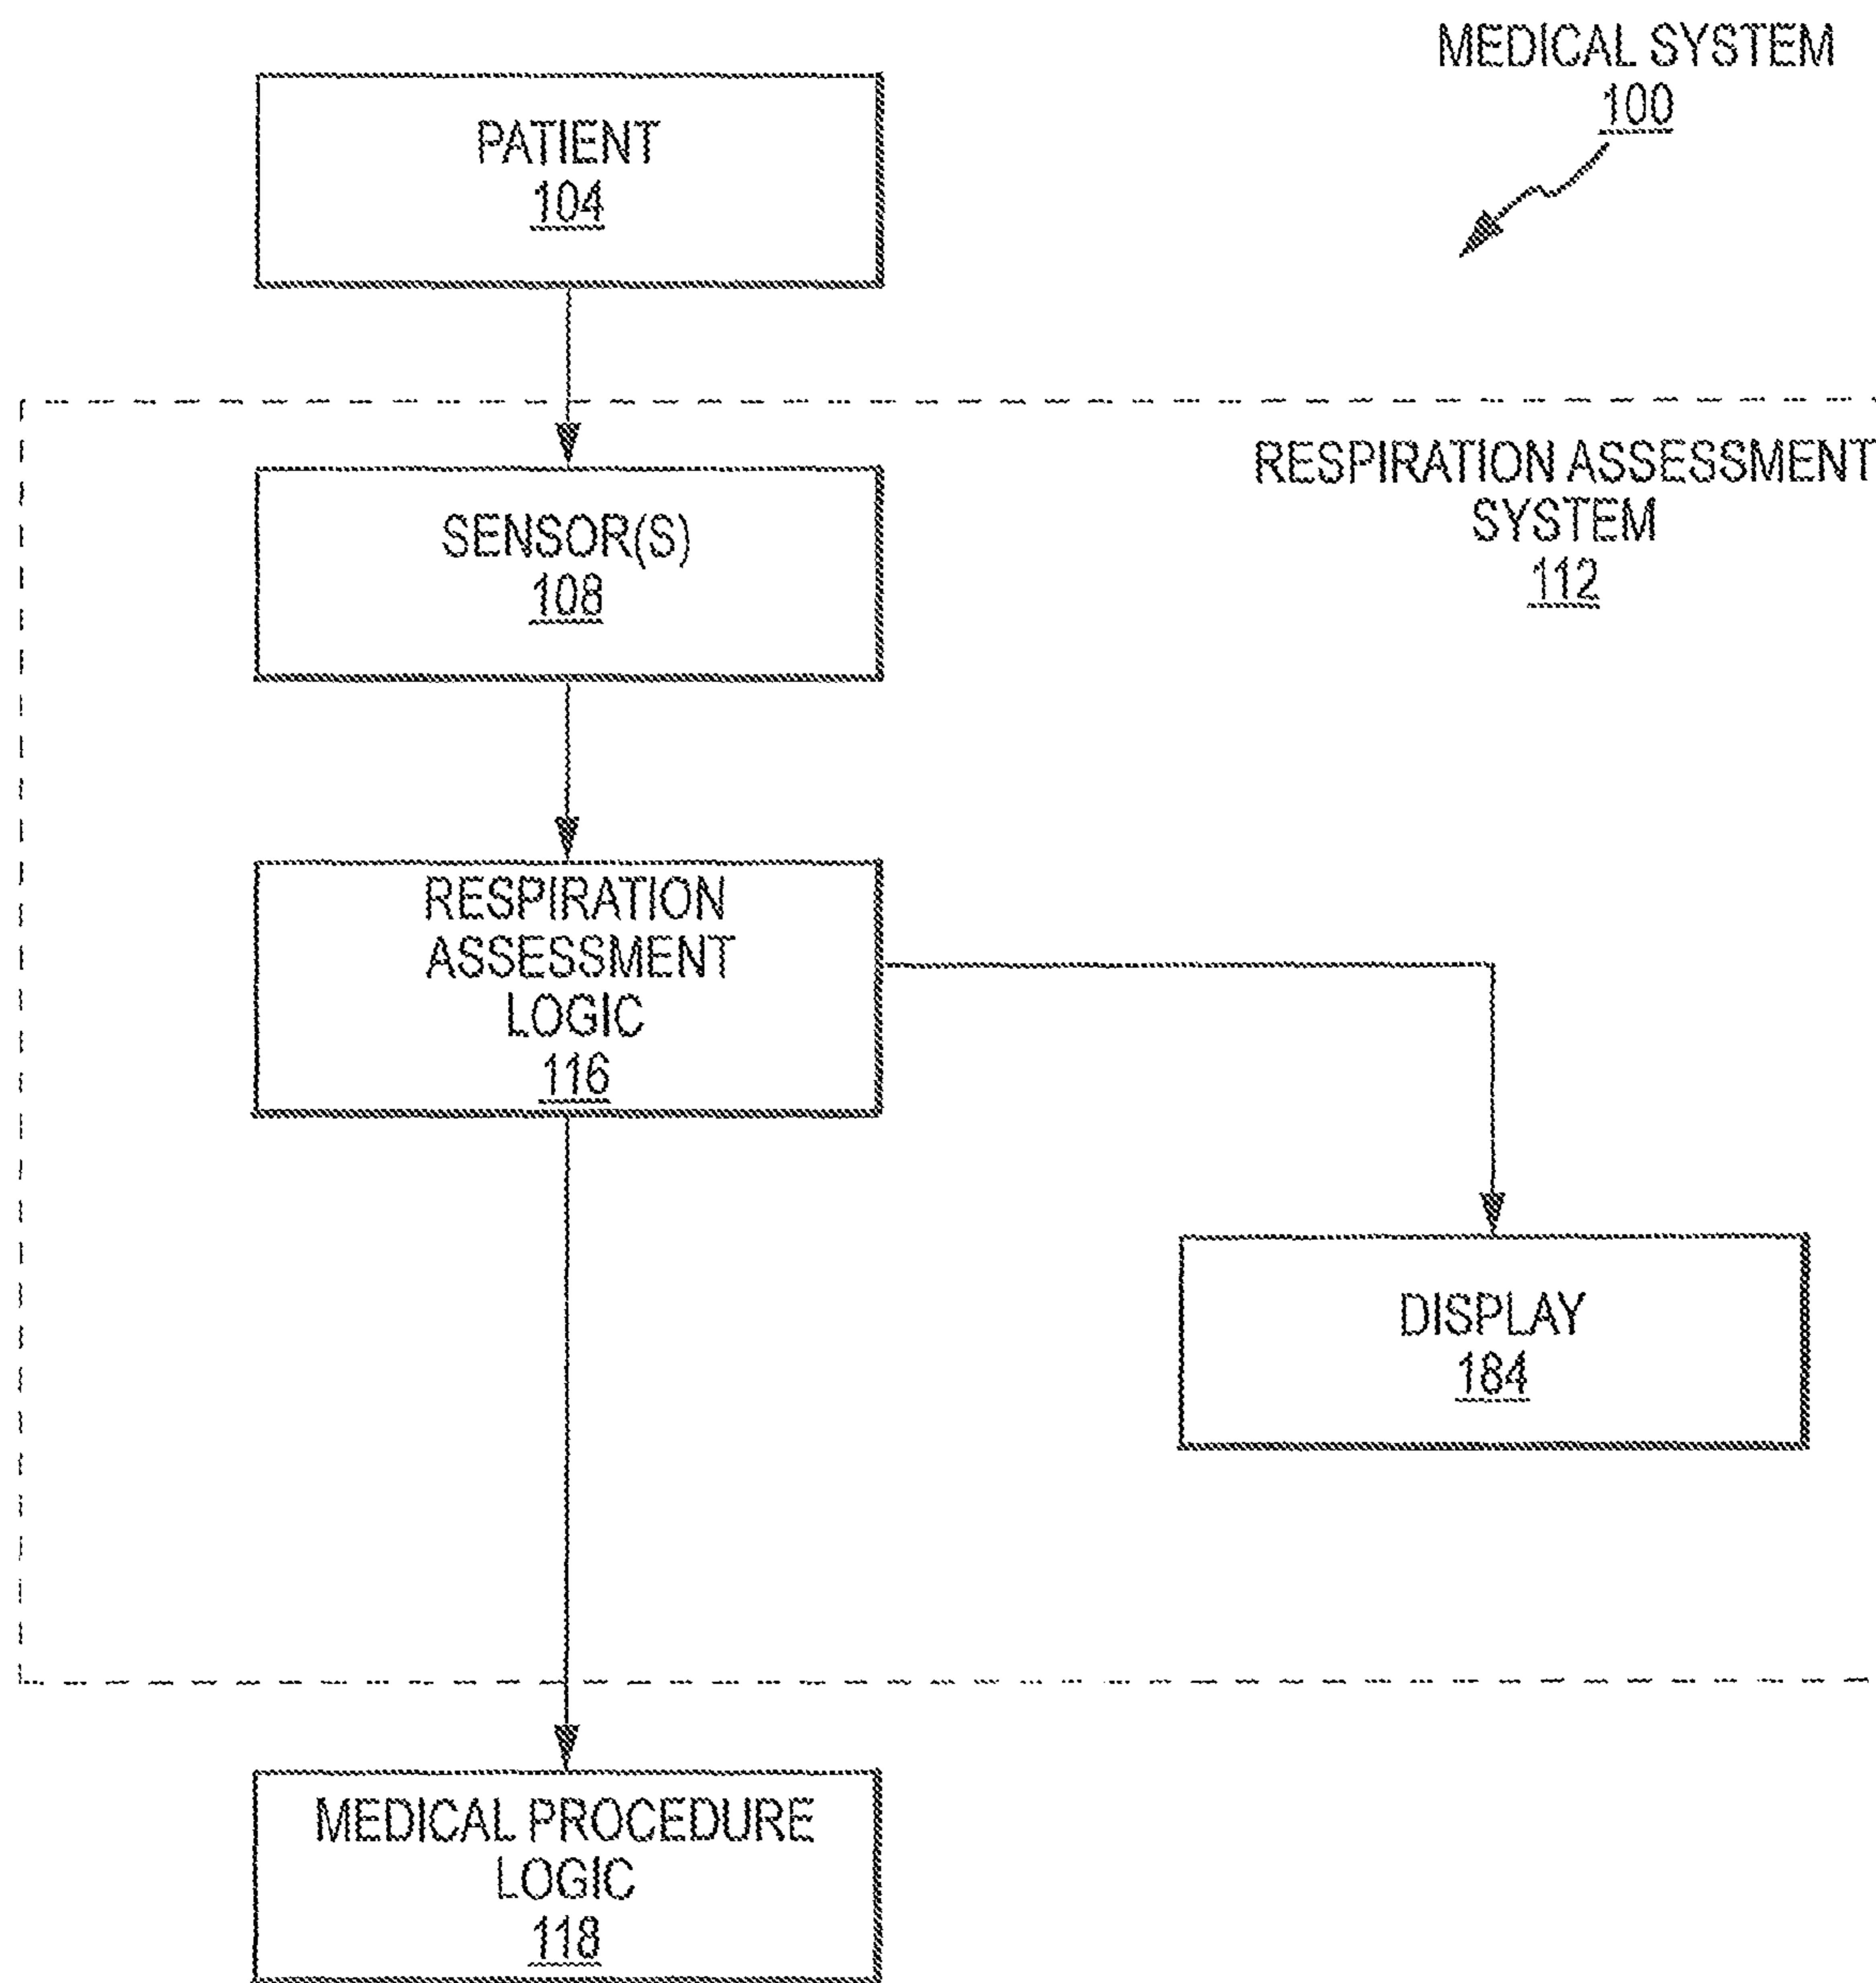 MEDICAL SYSTEM
100
PATIENT
104
RESPIRATION ASSESSMENT
SYSTEM
112
SENSOR(S)
108
RESPIRATION
ASSESSMENT
LOGIC
116
DISPLAY
184
MEDICAL PROCEDURE
LOGIC
118